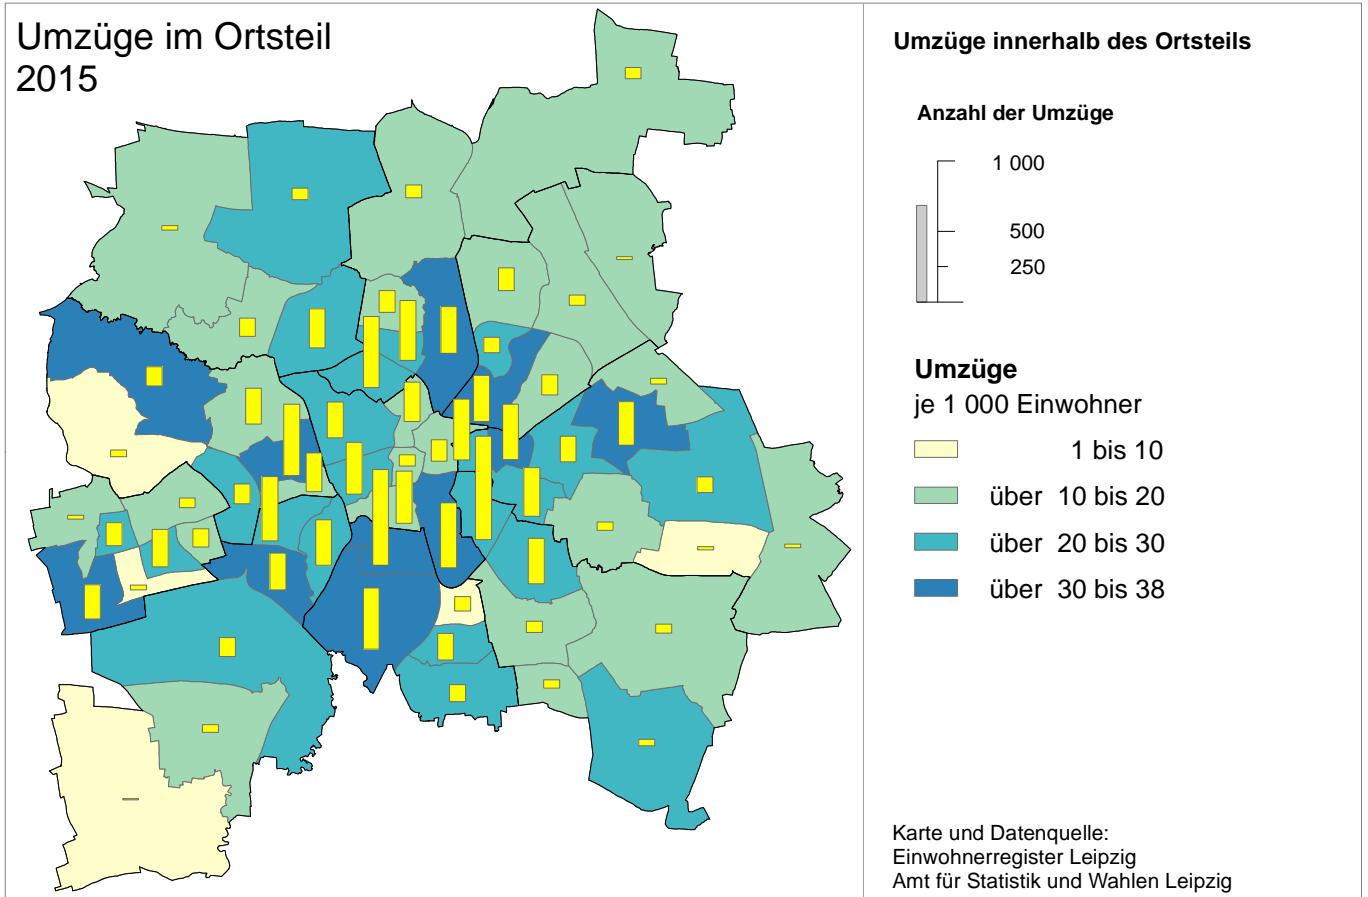 Umzüge im Ortsteil
2015
Umzüge innerhalb des Ortsteils
Anzahl der Umzüge
1 000
500
250
Umzüge
je 1 000 Einwohner
1 bis 10
über 10 bis 20
über 20 bis 30
über 30 bis 38
Karte und Datenquelle:
Einwohnerregister Leipzig
Amt für Statistik und Wahlen Leipzig